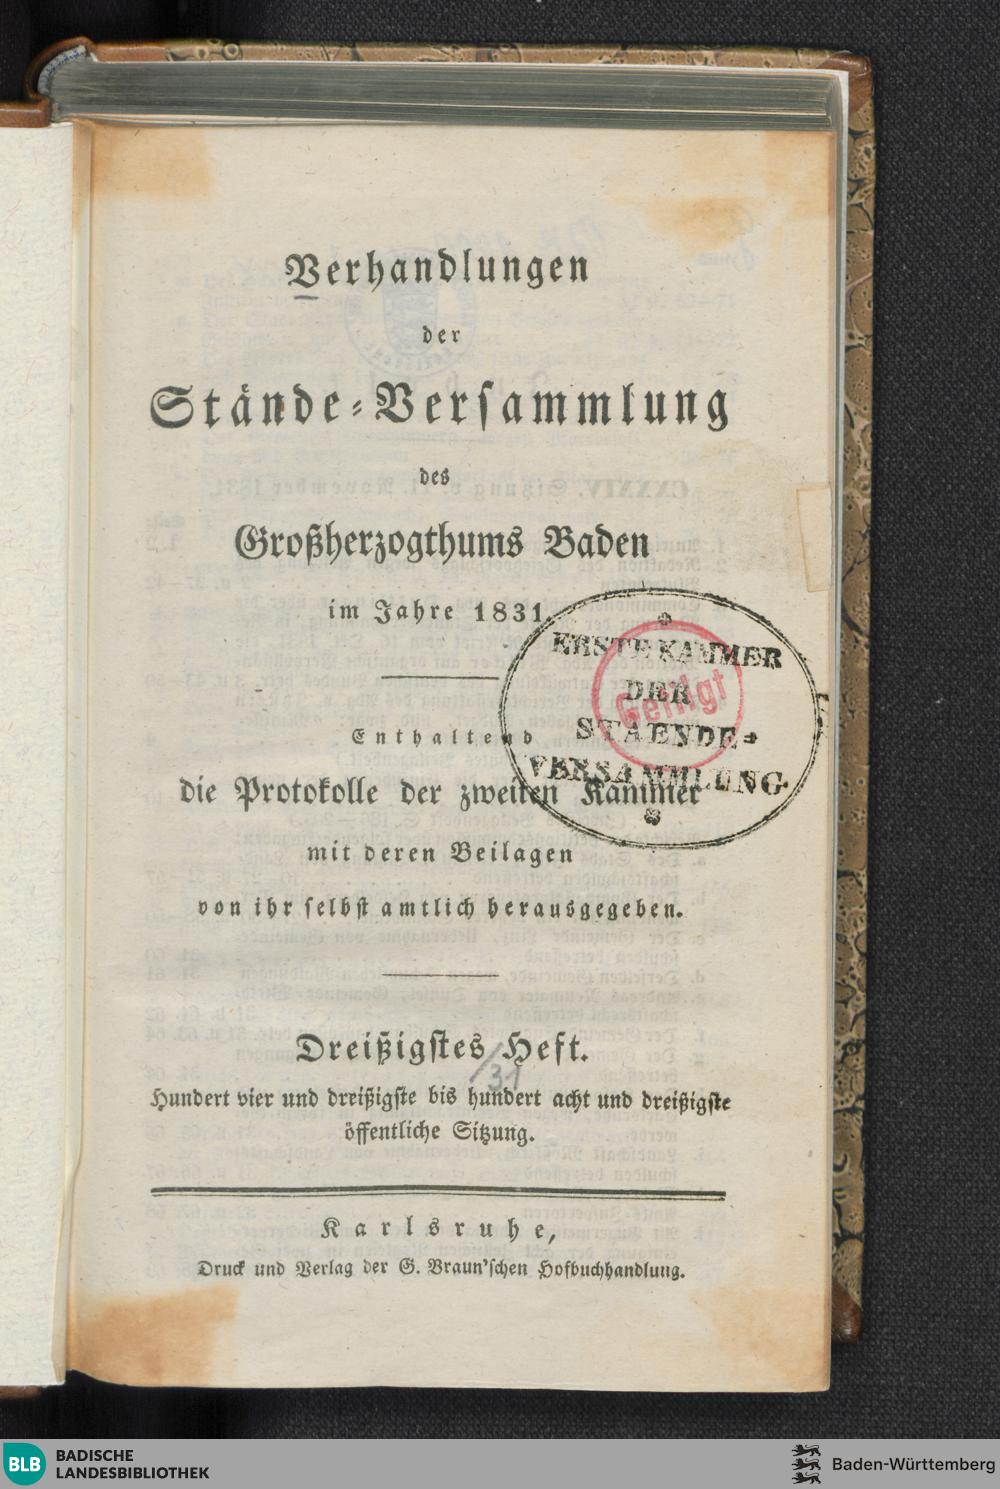 Verhandlungen
der
Stände-Versammlung
des
Großherzogthums Baden
im Jahre 1831.
ERSTE KAMMER
DER
STAENDE-
VERSAMMLUNG
Getilgt
Enthaltend
die Protokolle der zweiten Kammer
mit deren Beilagen
von ihr selbst amtlich herausgegeben.
Dreißigstes Heft.
/31
Hundert vier und dreißigste bis hundert acht und dreißigste
öffentliche Sitzung.
Karlsruhe,
Druck und Verlag der G. Braun'schen Hofbuchhandlung.
BLB BADISCHE
LANDESBIBLIOTHEK
Baden-Württemberg